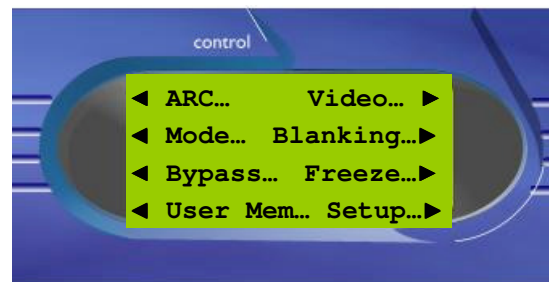 control
◄ ARC… Video… ►
◄ Mode… Blanking…►
◄ Bypass… Freeze…►
◄ User Mem… Setup…►